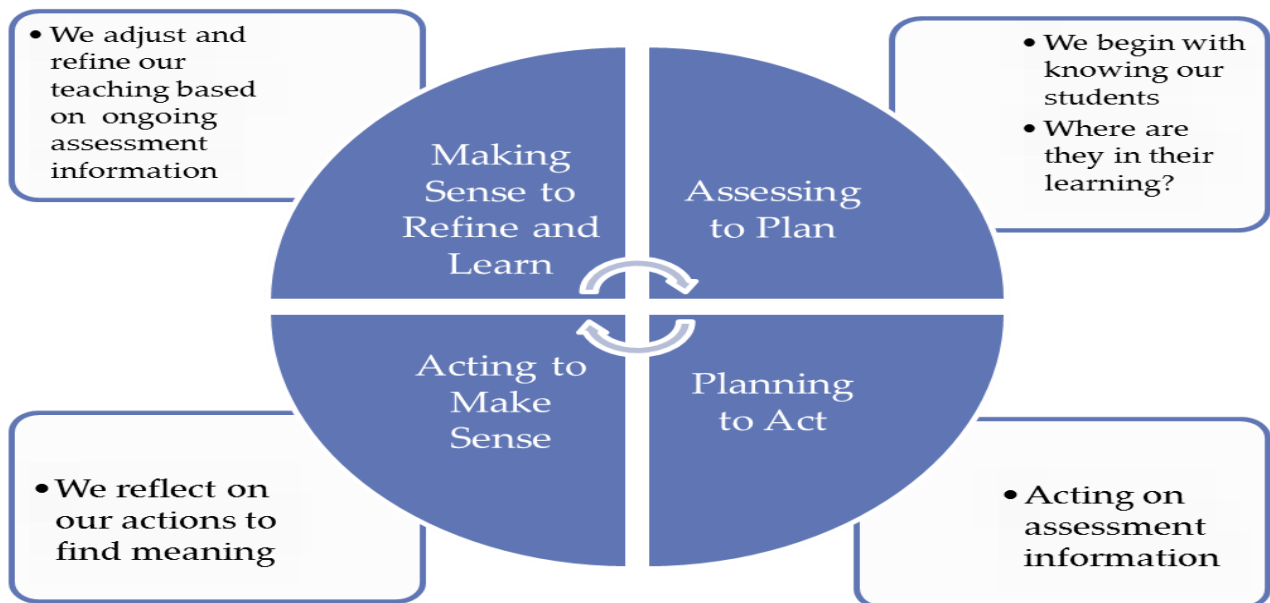 • We adjust and
refine our
teaching based
on ongoing
assessment
information
Making
Sense to
Refine and
Learn
Assessing
to Plan
• We begin with
knowing our
students
• Where are
they in their
learning?
Acting to
Make
Sense
Planning
to Act
• We reflect on
our actions to
find meaning
• Acting on
assessment
information